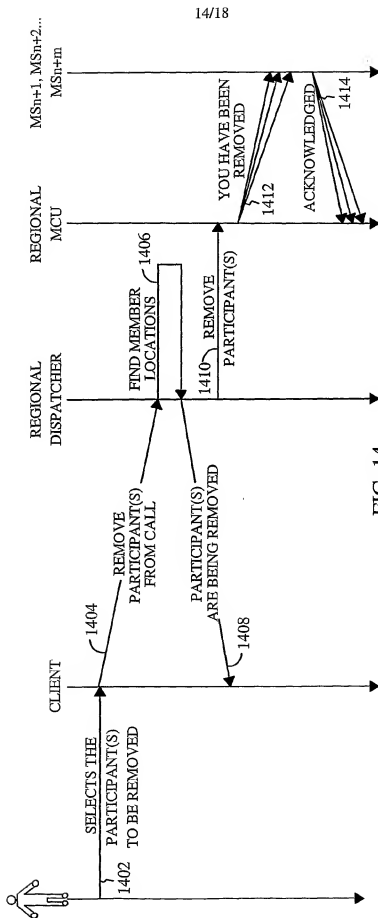 14/18
CLIENT
REGIONAL
DISPATCHER
REGIONAL
MCU
MSn+1, MSn+2...
MSn+m
SELECTS THE
PARTICIPANT(S)
TO BE REMOVED
1402
1404
REMOVE
PARTICIPANT(S)
FROM CALL
FIND MEMBER
LOCATIONS
1406
PARTICIPANT(S)
ARE BEING REMOVED
1408
1410
REMOVE
PARTICIPANT(S)
YOU HAVE BEEN
REMOVED
1412
ACKNOWLEDGED
1414
FIG. 14